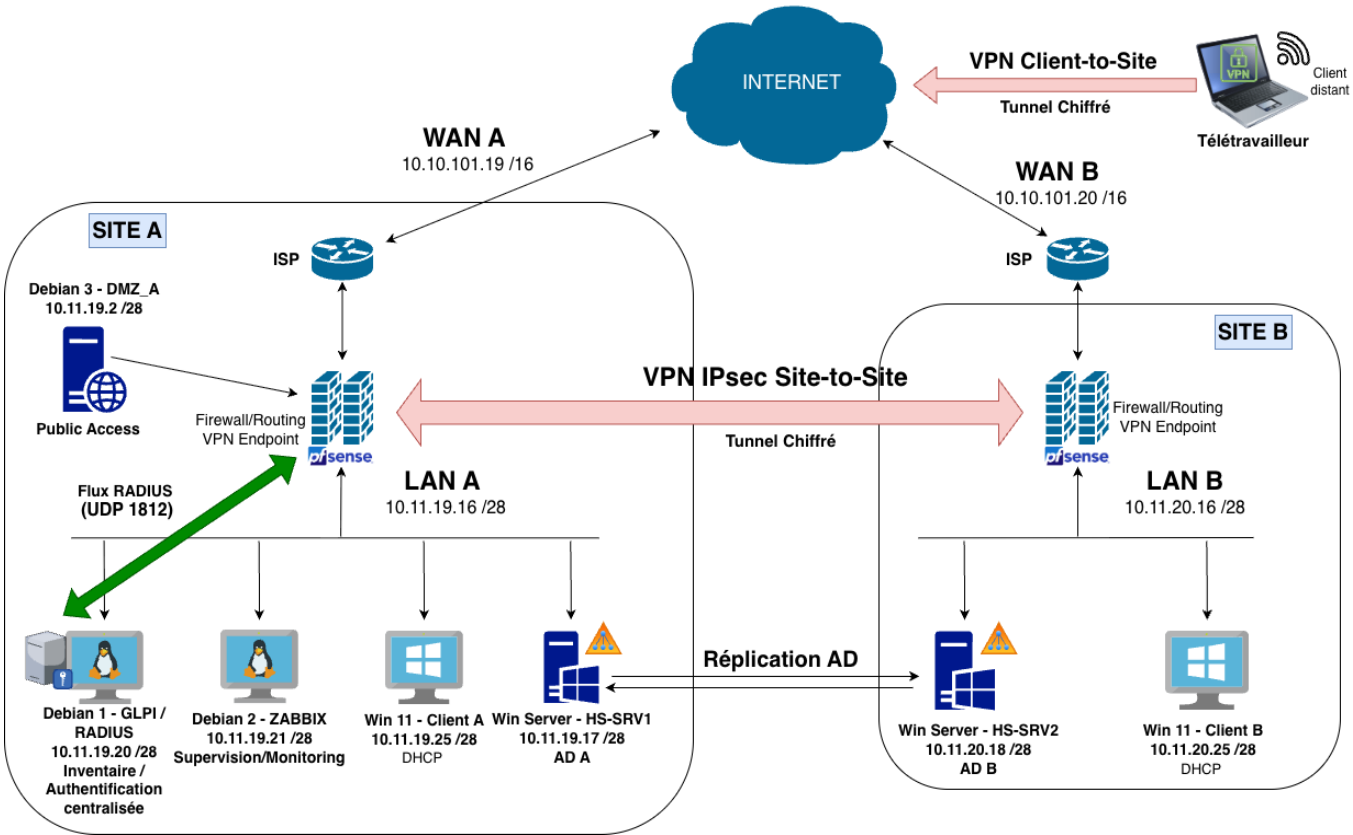 INTERNET
VPN Client-to-Site
Tunnel Chiffré
VPN
Client
distant
Télétravailleur
WAN A
10.10.101.19 /16
WAN B
10.10.101.20 /16
SITE A
ISP
ISP
Debian 3 - DMZ_A
10.11.19.2 /28
Public Access
SITE B
Firewall/Routing
VPN Endpoint
pfsense
VPN IPsec Site-to-Site
Tunnel Chiffré
Firewall/Routing
VPN Endpoint
pfsense
Flux RADIUS
(UDP 1812)
LAN A
10.11.19.16 /28
LAN B
10.11.20.16 /28
Réplication AD
Debian 1 - GLPI /
RADIUS
10.11.19.20 /28
Inventaire /
Authentification
centralisée
Debian 2 - ZABBIX
10.11.19.21 /28
Supervision/Monitoring
Win 11 - Client A
10.11.19.25 /28
DHCP
Win Server - HS-SRV1
10.11.19.17 /28
AD A
Win Server - HS-SRV2
10.11.20.18 /28
AD B
Win 11 - Client B
10.11.20.25 /28
DHCP